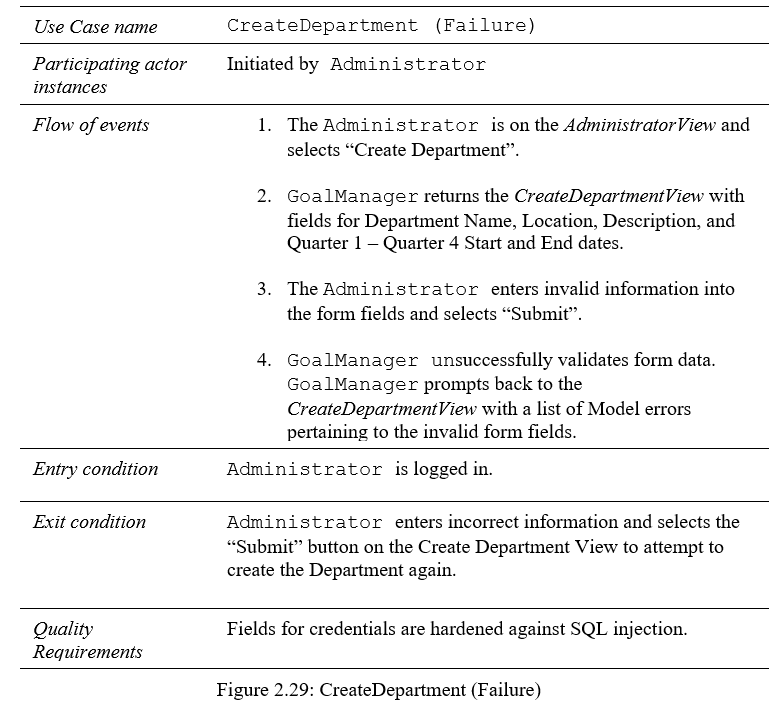 Use Case name CreateDepartment (Failure)
Participating actor Initiated by Administrator
instances
Flow of events 1. The Administrator is on the AdministratorView and
selects “Create Department”.
2. GoalManager returns the CreateDepartmentView with
fields for Department Name, Location, Description, and
Quarter 1 – Quarter 4 Start and End dates.
3. The Administrator enters invalid information into
the form fields and selects “Submit”.
4. GoalManager unsuccessfully validates form data.
GoalManager prompts back to the
CreateDepartmentView with a list of Model errors
pertaining to the invalid form fields.
Entry condition Administrator is logged in.
Exit condition Administrator enters incorrect information and selects the
“Submit” button on the Create Department View to attempt to
create the Department again.
Quality Fields for credentials are hardened against SQL injection.
Requirements
Figure 2.29: CreateDepartment (Failure)